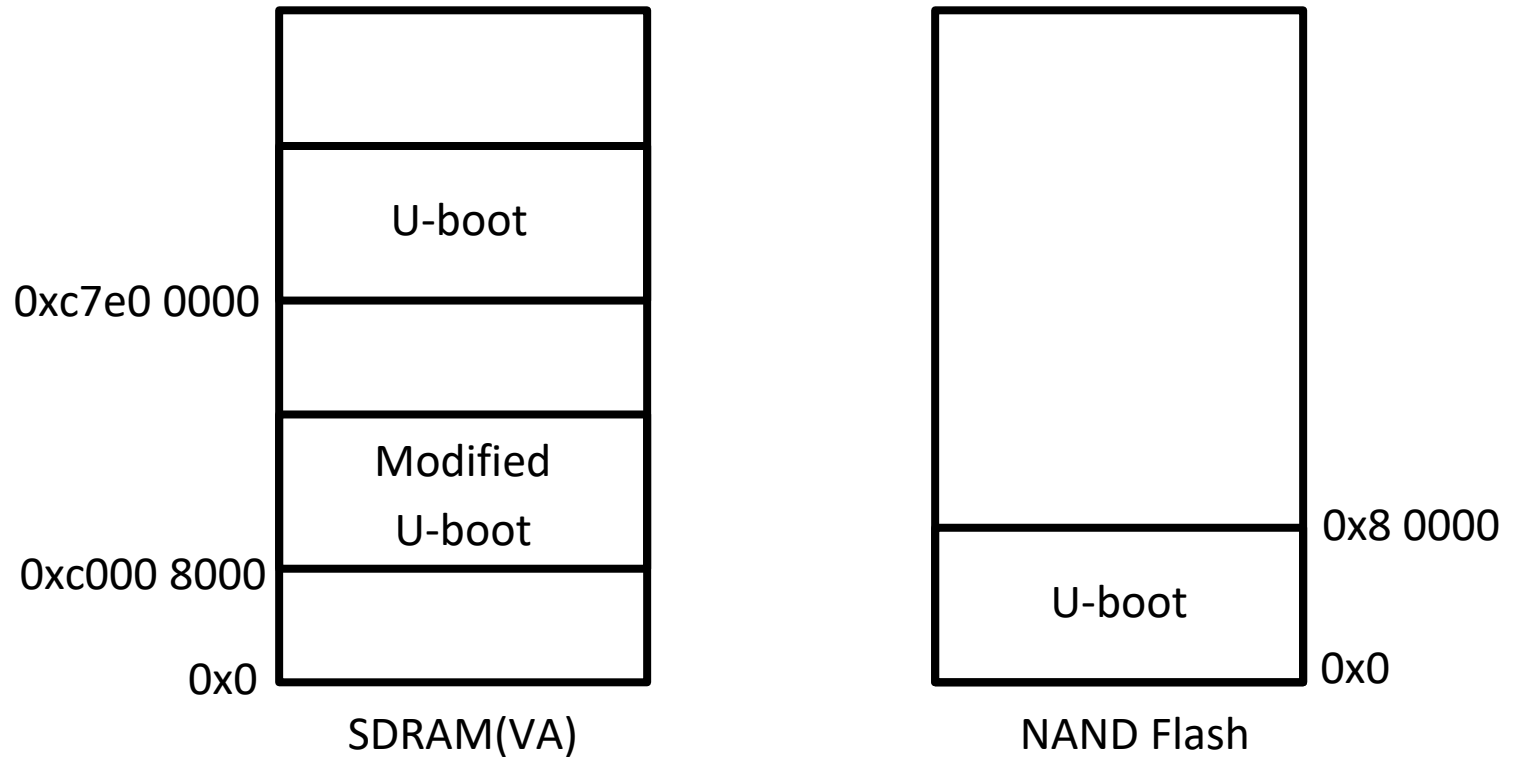 U-boot
0xc7e0 0000
Modified
U-boot
0xc000 8000
0x0
SDRAM(VA)
0x8 0000
U-boot
0x0
NAND Flash